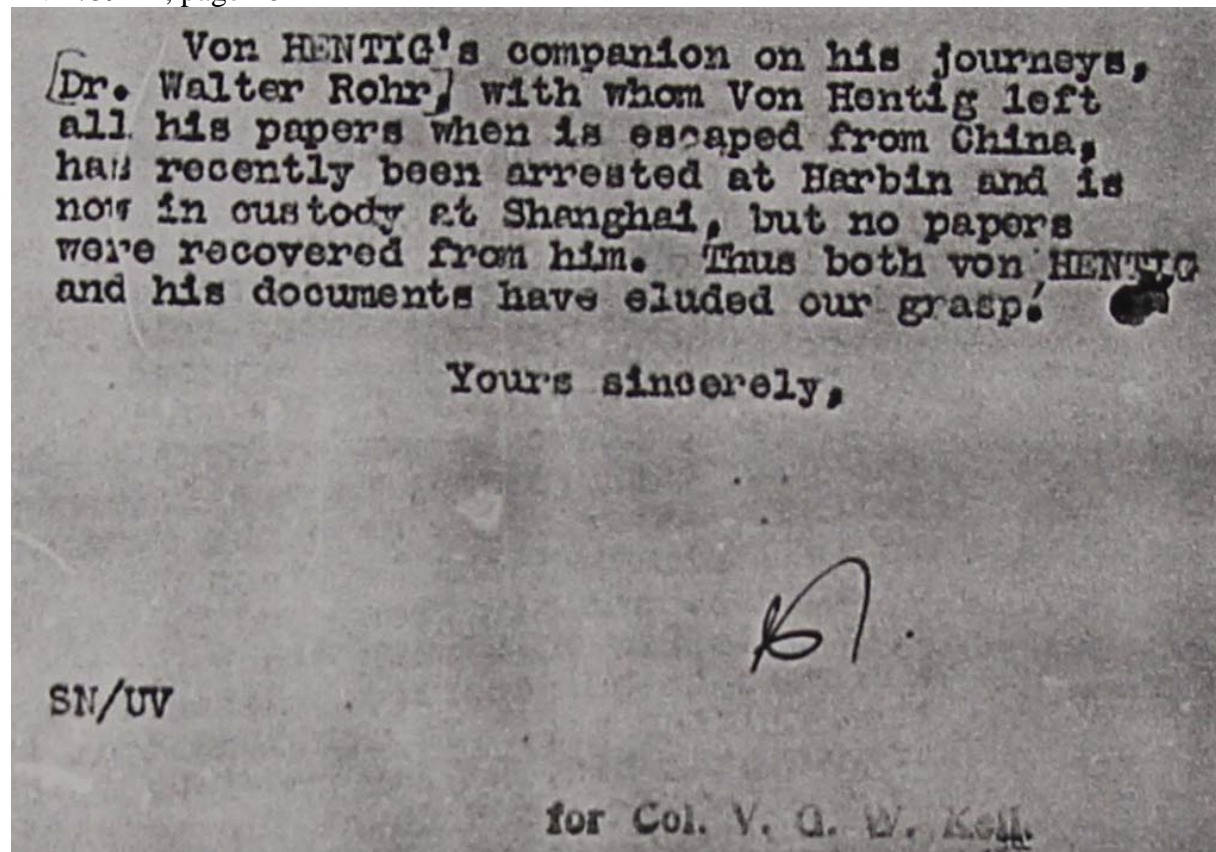 Von HENTIG's companion on his journeys,
[Dr. Walter Rohr] with whom Von Hentig left
all his papers when is escaped from China,
has recently been arrested at Harbin and is
now in custody at Shanghai, but no papers
were recovered from him. Thus both von HENTIG
and his documents have eluded our grasp.
Yours sincerely,
SN/UV
for Col. V. G. W. Kell.